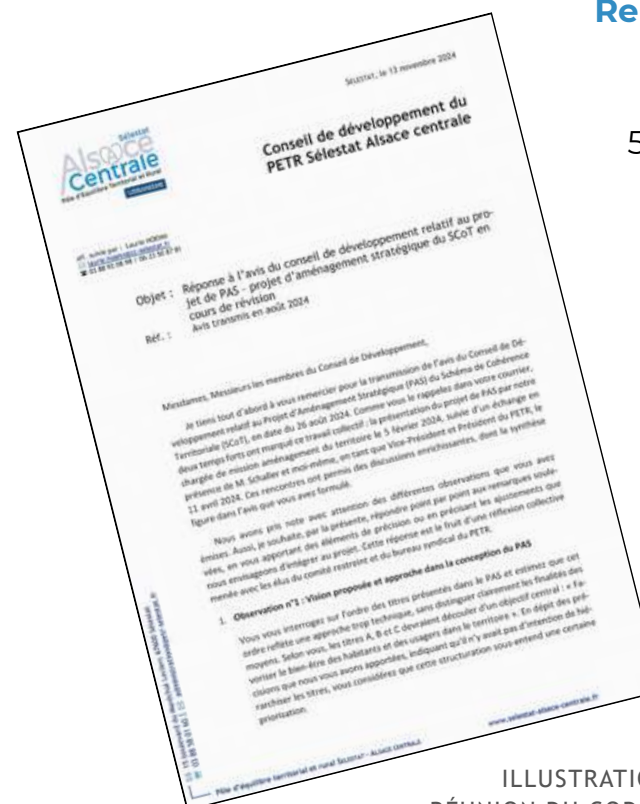 Re
5
SELESTAT, le 13 novembre 2024
Sélestat
Alsace
Centrale
Pôle d'Equilibre Territorial et Rural
Conseil de développement du
PETR Sélestat Alsace centrale
Objet : Réponse à l'avis du conseil de développement relatif au pro-
jet de PAS - projet d'aménagement stratégique du SCoT en
cours de révision
Réf. : Avis transmis en août 2024
Mesdames, Messieurs les membres du Conseil de Développement,
Je tiens tout d'abord à vous remercier pour la transmission de l'avis du Conseil de Dé-
veloppement relatif au Projet d'Aménagement Stratégique (PAS) du Schéma de Cohérence
Territoriale (SCoT), en date du 26 août 2024. Comme vous le rappelez dans votre courrier,
deux temps forts ont marqué ce travail collectif : la présentation du projet de PAS par notre
chargée de mission aménagement du territoire le 5 février 2024, suivie d'un échange en
présence de M. Schaller et moi-même, en tant que Vice-Président et Président du PETR, le
11 avril 2024. Ces rencontres ont permis des discussions enrichissantes, dont la synthèse
figure dans l'avis que vous avez formulé.
Nous avons pris note avec attention des différentes observations que vous avez
émises. Aussi, je souhaite, par la présente, répondre point par point aux remarques soule-
vées, en vous apportant des éléments de précision ou en précisant les ajustements que
nous envisageons d'intégrer au projet. Cette réponse est le fruit d'une réflexion collective
menée avec les élus du comité restreint et du bureau syndical du PETR.
1. Observation n°1 : Vision proposée et approche dans la conception du PAS
Vous vous interrogez sur l'ordre des titres présentés dans le PAS et estimez que cet
ordre reflète une approche trop technique, sans distinguer clairement les finalités des
moyens. Selon vous, les titres A, B et C devraient découler d'un objectif central : « Fa-
voriser le bien-être des habitants et des usagers dans le territoire ». En dépit des pré-
cisions que nous vous avons apportées, indiquant qu'il n'y avait pas d'intention de hié-
rarchiser les titres, vous considérez que cette structuration sous-entend une certaine
priorisation.
www.selestat-alsace-centrale.fr
Pôle d'équilibre territorial et rural SELESTAT - ALSACE CENTRALE
ILLUSTRATIO
RÉUNION DU COD